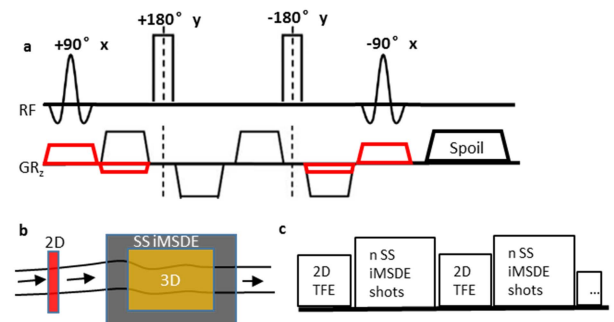 +180° y
-180° y
a
+90° x
-90° x
RF
GRz
Spoil
b
2D
SS iMSDE
3D
c
2D
TFE
n SS
iMSDE
shots
2D
TFE
n SS
iMSDE
shots
...